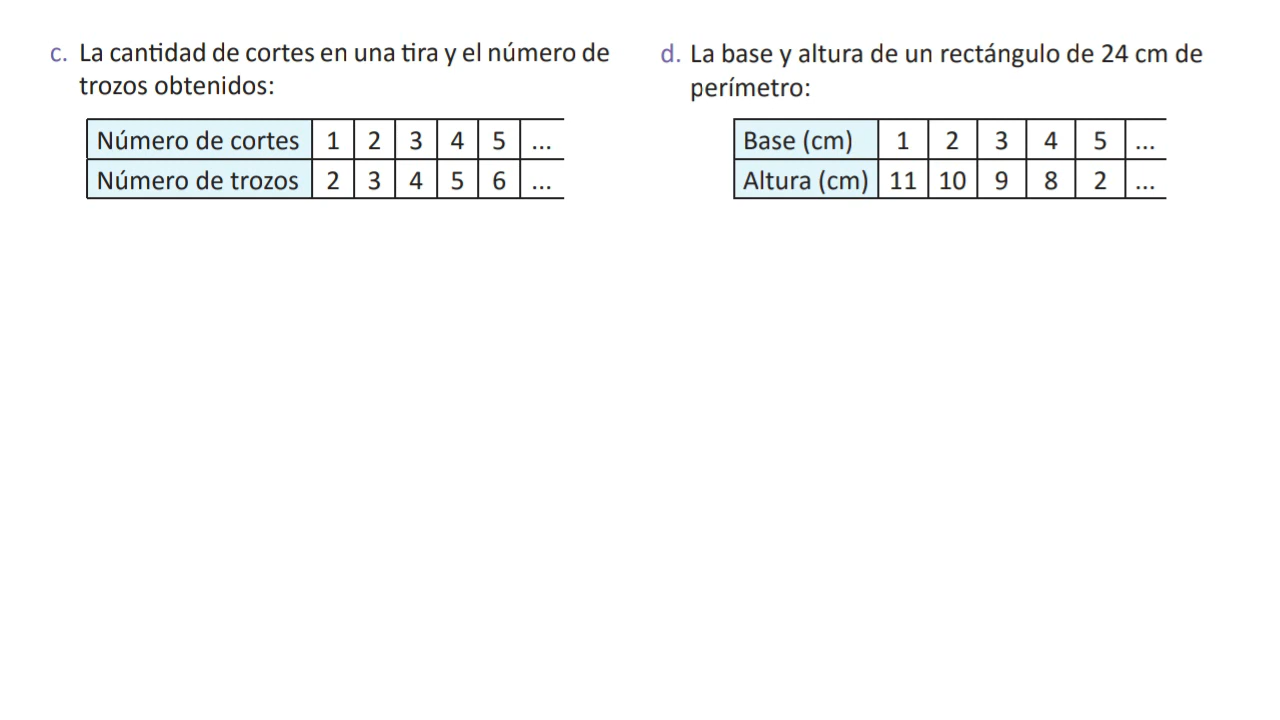 c. La cantidad de cortes en una tira y el número de
trozos obtenidos:
Número de cortes 1 2 3 4 5 ...
Número de trozos 2 3 4 5 6 ...
d. La base y altura de un rectángulo de 24 cm de
perímetro:
Base (cm) 1 2 3 4 5 ...
Altura (cm) 11 10 9 8 2 ...